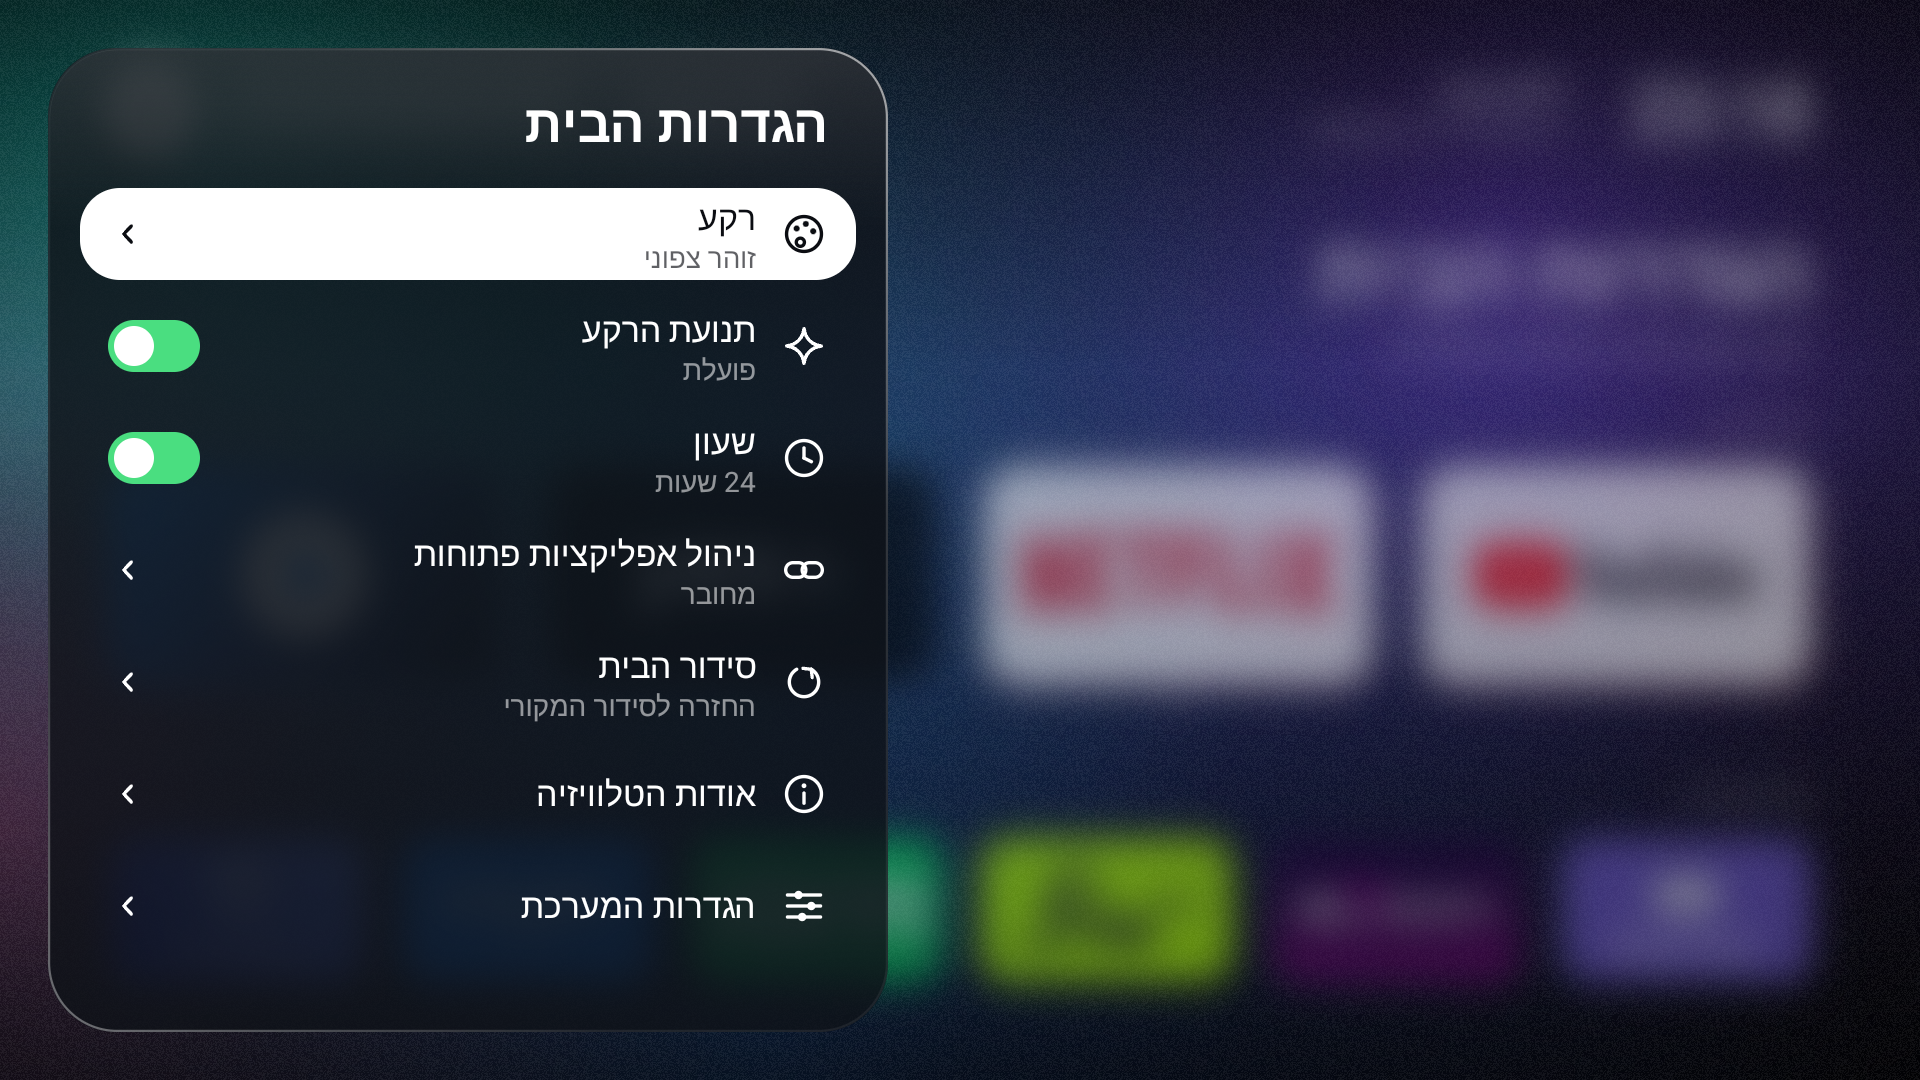 הגדרות הבית
רקע
זוהר צפוני
תנועת הרקע
פועלת
שעון
24 שעות
ניהול אפליקציות פתוחות
מחובר
סידור הבית
החזרה לסידור המקורי
אודות הטלוויזיה
הגדרות המערכת